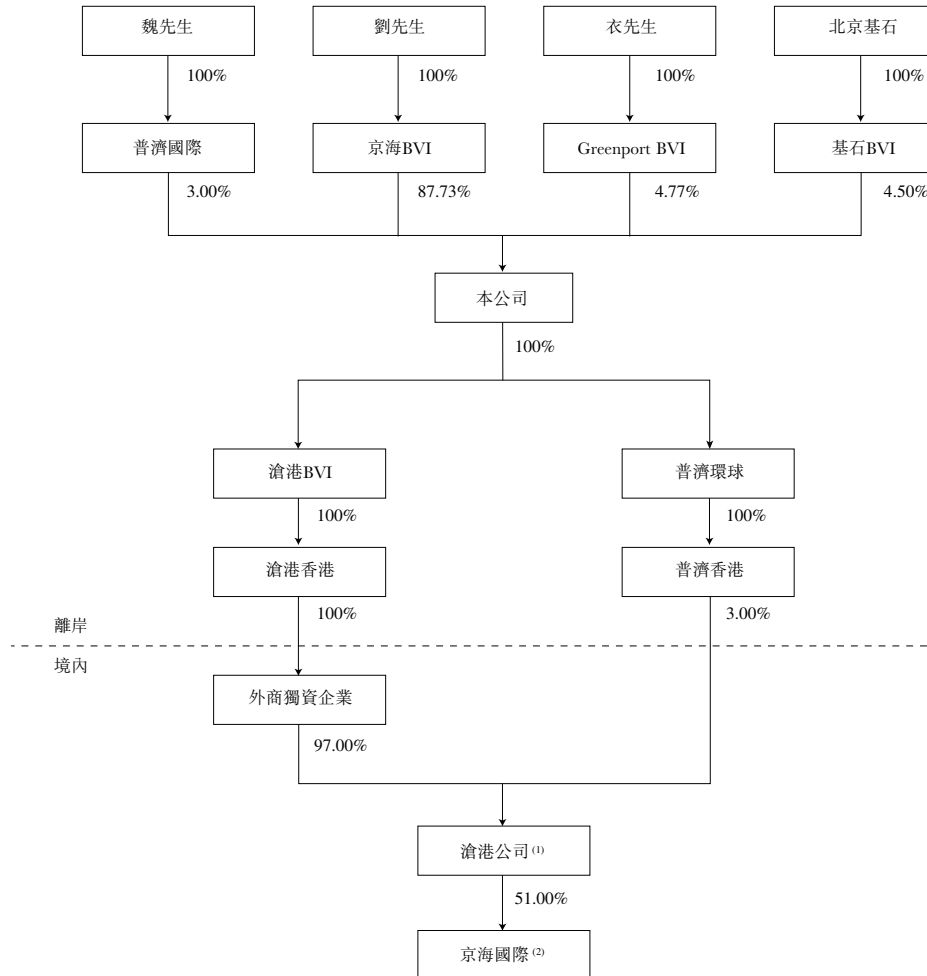 魏先生 劉先生 衣先生 北京基石
100% 100% 100% 100%
普濟國際 京海BVI Greenport BVI 基石BVI
3.00% 87.73% 4.77% 4.50%
本公司
100%
滄港BVI 普濟環球
100% 100%
滄港香港 普濟香港
100% 3.00%
離岸
境內
外商獨資企業
97.00%
滄港公司(1)
51.00%
京海國際(2)